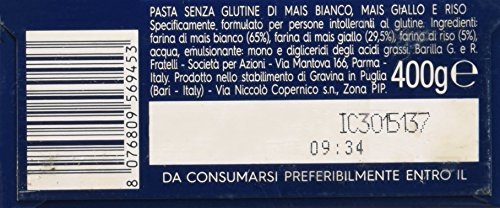 PASTA SENZA GLUTINE DI MAIS BIANCO, MAIS GIALLO E RISO
Specificamente formulato per persone intolleranti al glutine. Ingredienti:
farina di mais bianco (65%), farina di mais giallo (29,5%), farina di riso (5%),
acqua, emulsionante: mono e digliceridi degli acidi grassi. Barilla G. e R.
Fratelli - Società per Azioni - Via Mantova 166, Parma -
Italy. Prodotto nello stabilimento di Gravina in Puglia
(Bari - Italy) - Via Niccolò Copernico s.n., Zona PIP.
400g e
8 076809 569453
IC3015137
09:34
DA CONSUMARSI PREFERIBILMENTE ENTRO IL